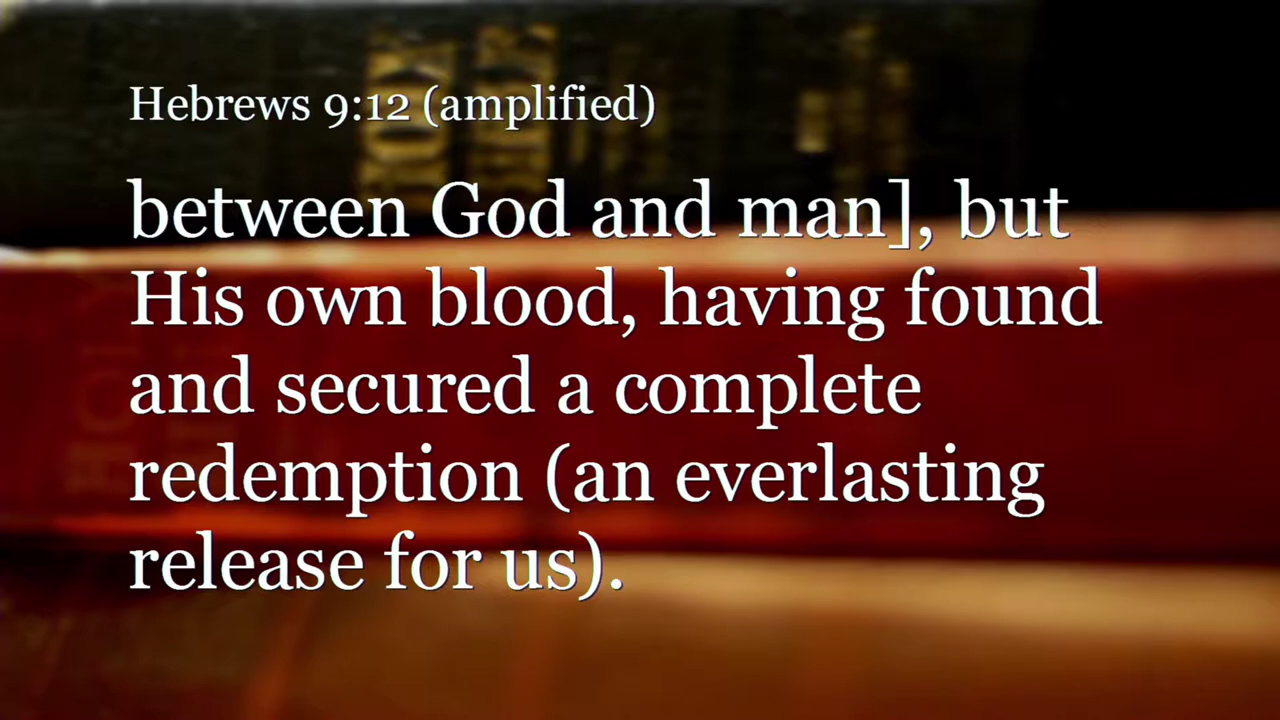 Hebrews 9:12 (amplified)
between God and man], but
His own blood, having found
and secured a complete
redemption (an everlasting
release for us).